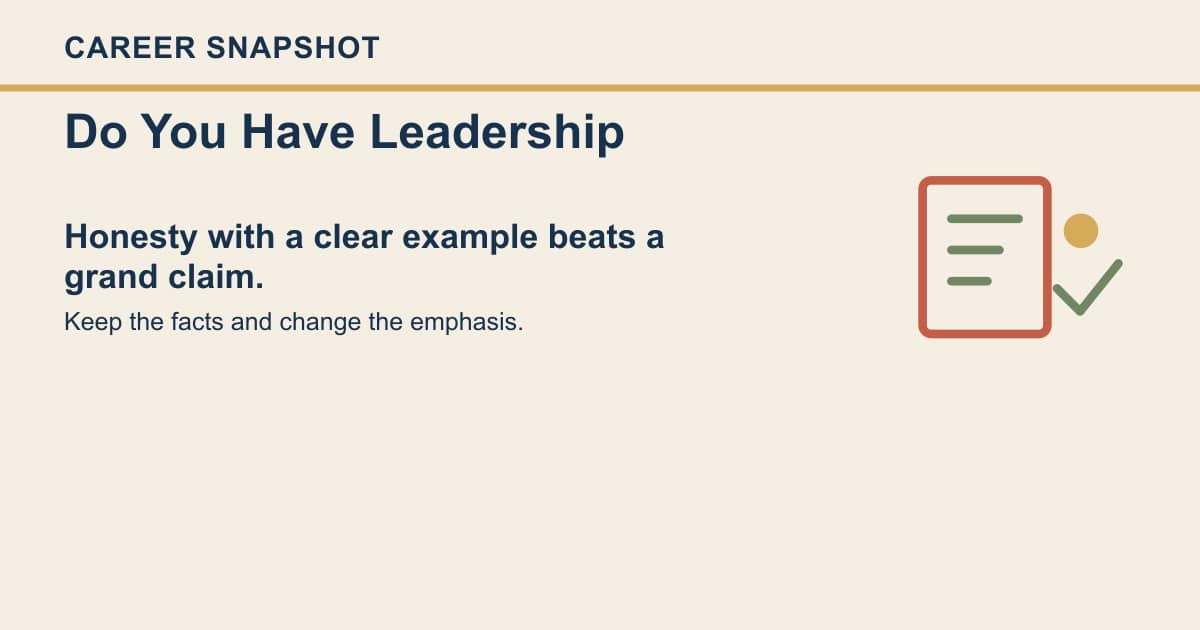 CAREER SNAPSHOT
Do You Have Leadership
Honesty with a clear example beats a
grand claim.
Keep the facts and change the emphasis.